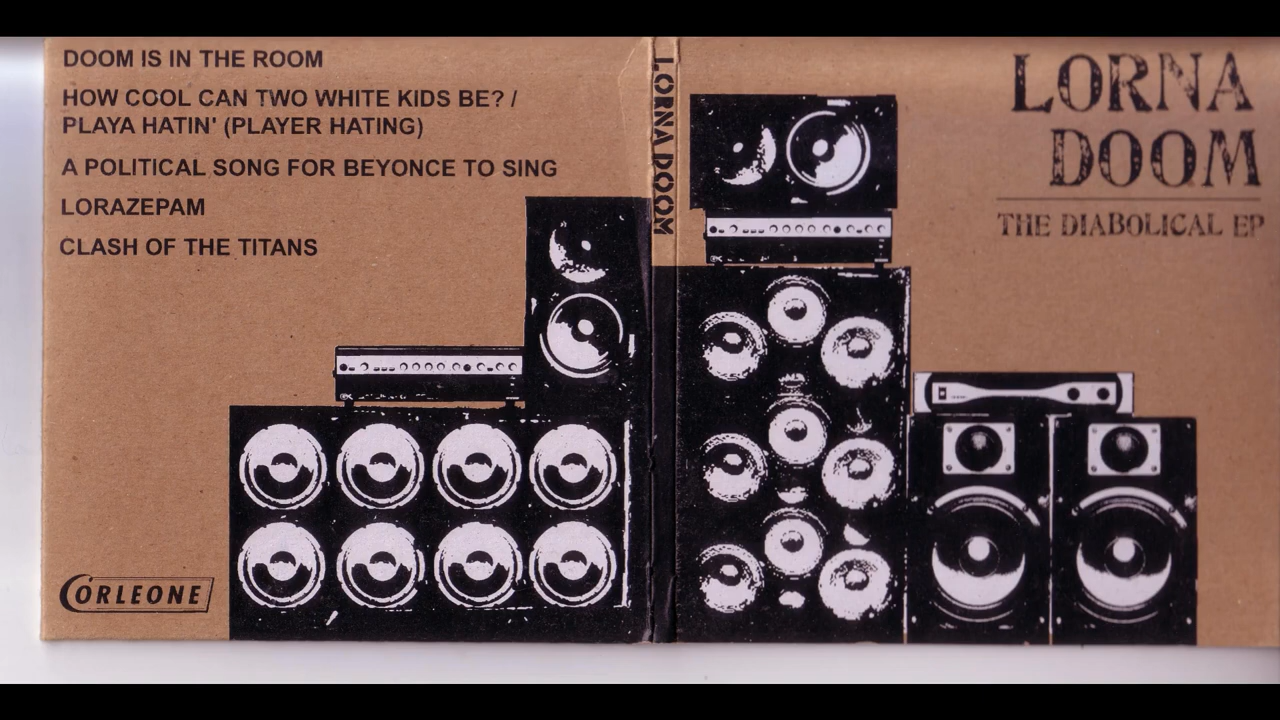 DOOM IS IN THE ROOM
HOW COOL CAN TWO WHITE KIDS BE? /
PLAYA HATIN' (PLAYER HATING)
A POLITICAL SONG FOR BEYONCE TO SING
LORAZEPAM
CLASH OF THE TITANS
CORLEONE
LORNA DOOM
LORNA
DOOM
THE DIABOLICAL EP